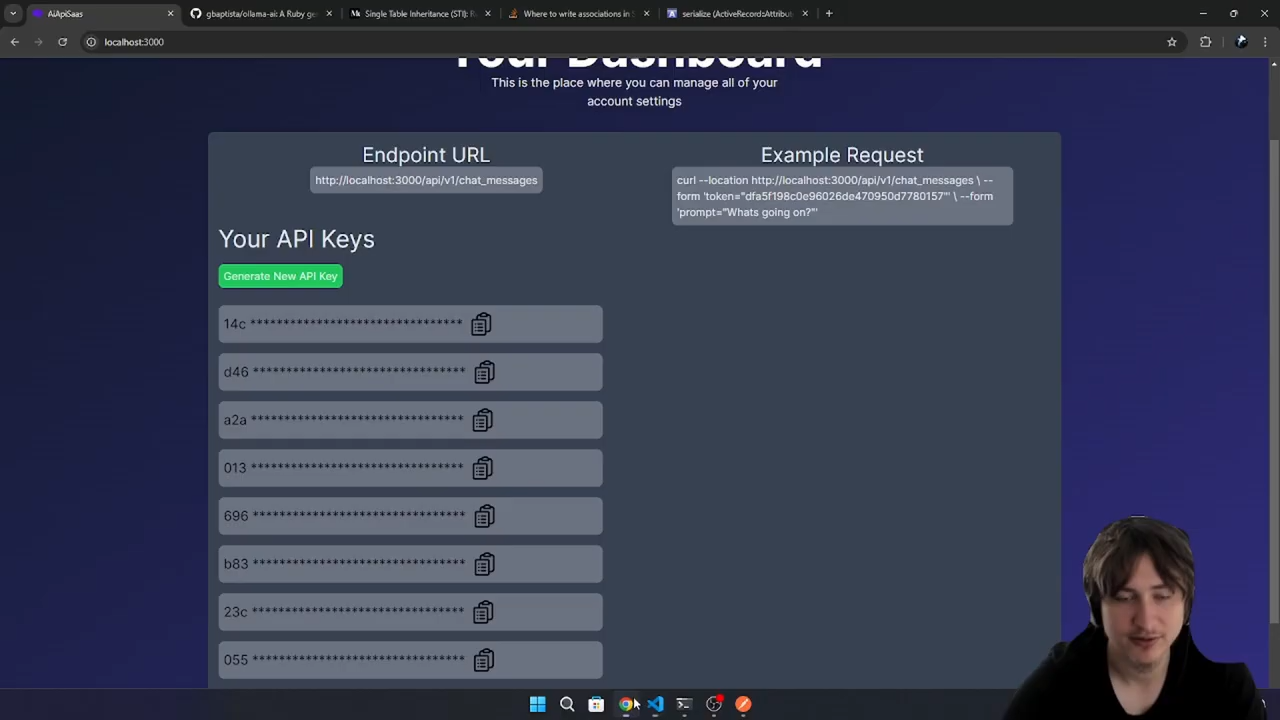 AiApiSaas
gbaptista/ollama-ai: A Ruby ge
Single Table Inheritance (STI): R
Where to write associations in S
serialize (ActiveRecord::Attribut
localhost:3000
Your Dashboard
This is the place where you can manage all of your
account settings
Endpoint URL
http://localhost:3000/api/v1/chat_messages
Example Request
curl --location http://localhost:3000/api/v1/chat_messages \ --
form 'token="dfa5f198c0e96026de470950d7780157"' \ --form
'prompt="Whats going on?"'
Your API Keys
Generate New API Key
14c ********************************
d46 ********************************
a2a ********************************
013 ********************************
696 ********************************
b83 ********************************
23c ********************************
055 ********************************